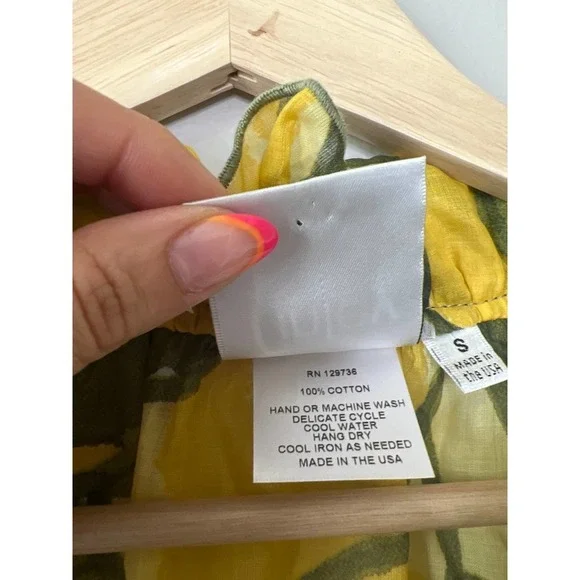 RN 129736
100% COTTON
HAND OR MACHINE WASH
DELICATE CYCLE
COOL WATER
HANG DRY
COOL IRON AS NEEDED
MADE IN THE USA
S
MADE IN
the USA